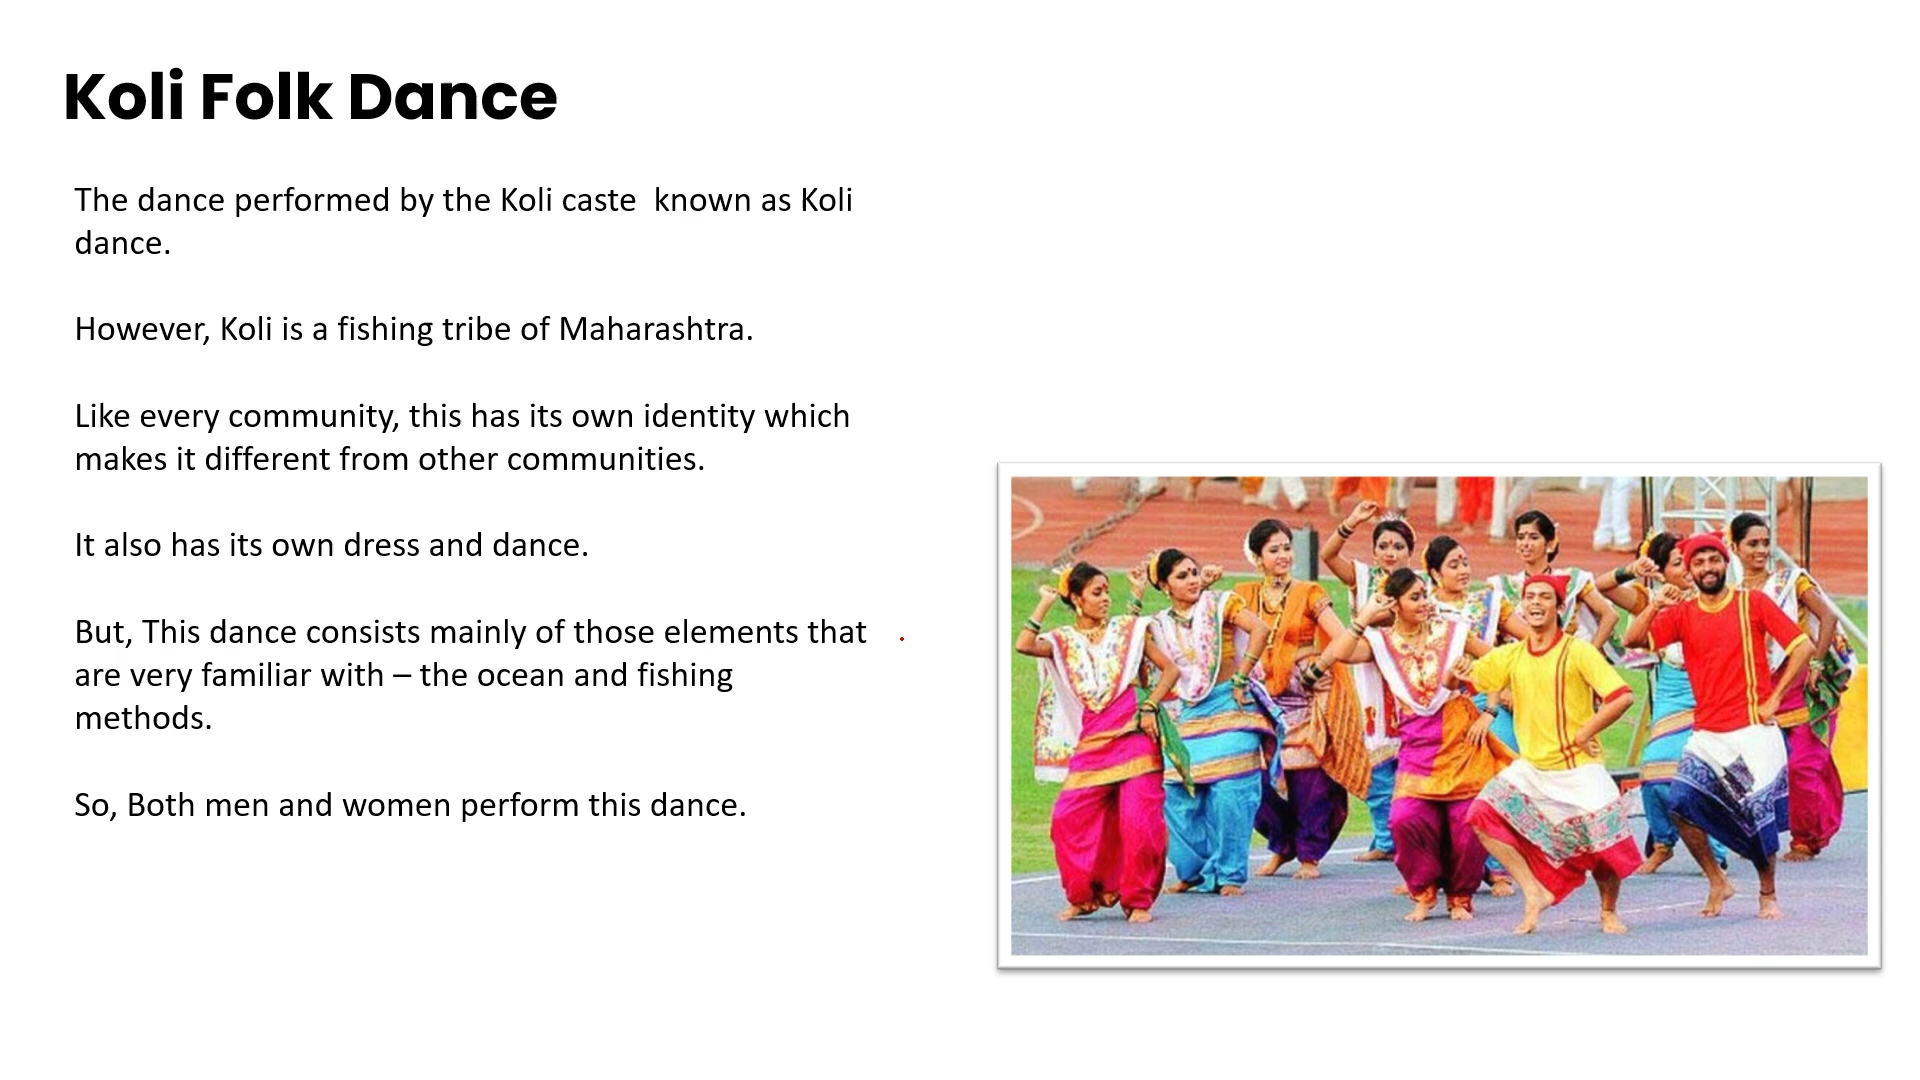 Koli Folk Dance
The dance performed by the Koli caste  known as Koli
dance.
However, Koli is a fishing tribe of Maharashtra.
Like every community, this has its own identity which
makes it different from other communities.
It also has its own dress and dance.
But, This dance consists mainly of those elements that
are very familiar with – the ocean and fishing
methods.
So, Both men and women perform this dance.